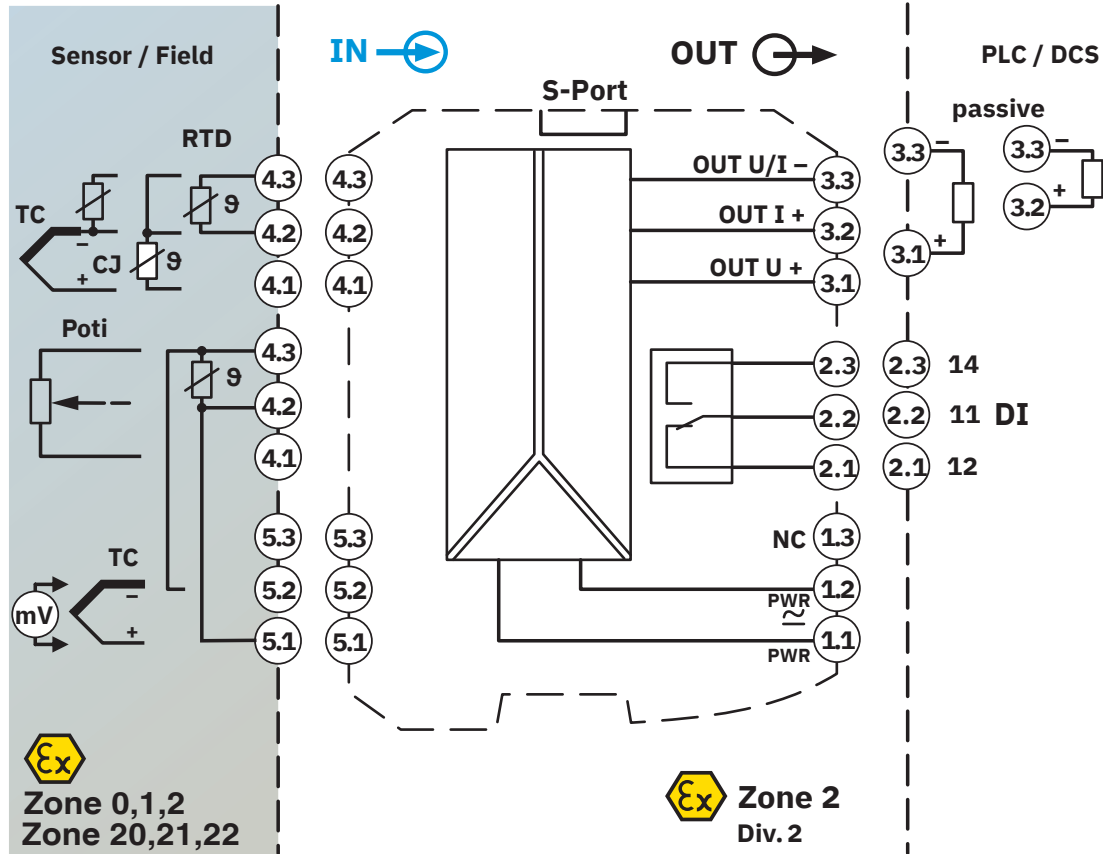 Sensor / Field
IN
OUT
PLC / DCS
S-Port
passive
RTD
TC
CJ
ϑ
ϑ
−
+
4.3
4.2
4.1
4.3
4.2
4.1
OUT U/I −
OUT I +
OUT U +
3.3
3.2
3.1
3.3
−
3.1
+
3.3
−
3.2
+
Poti
ϑ
4.3
4.2
4.1
2.3
2.2
2.1
2.3
2.2
2.1
14
11
12
DI
TC
mV
−
+
5.3
5.2
5.1
5.3
5.2
5.1
NC
1.3
PWR
1.2
PWR
1.1
Ex
Zone 0,1,2
Zone 20,21,22
Ex
Zone 2
Div. 2